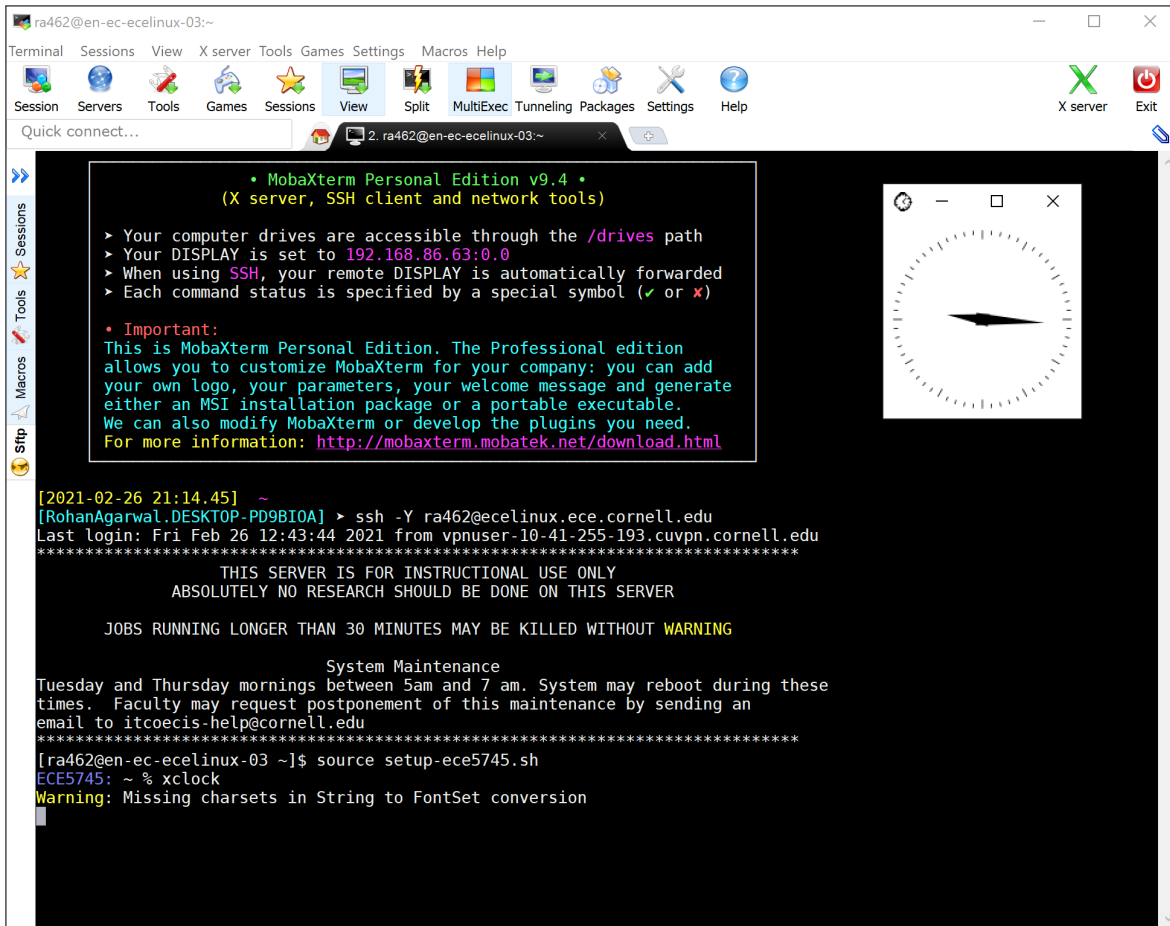 ra462@en-ec-ecelinux-03:~
Terminal Sessions View X server Tools Games Settings Macros Help
Session Servers Tools Games Sessions View Split MultiExec Tunneling Packages Settings Help X server Exit
Quick connect...
2. ra462@en-ec-ecelinux-03:~
Sessions
Tools
Macros
Sftp
• MobaXterm Personal Edition v9.4 •
(X server, SSH client and network tools)
➤ Your computer drives are accessible through the /drives path
➤ Your DISPLAY is set to 192.168.86.63:0.0
➤ When using SSH, your remote DISPLAY is automatically forwarded
➤ Each command status is specified by a special symbol (✔ or ✘)
• Important:
This is MobaXterm Personal Edition. The Professional edition
allows you to customize MobaXterm for your company: you can add
your own logo, your parameters, your welcome message and generate
either an MSI installation package or a portable executable.
We can also modify MobaXterm or develop the plugins you need.
For more information: http://mobaxterm.mobatek.net/download.html
[2021-02-26 21:14.45] ~
[RohanAgarwal.DESKTOP-PD9BIOA] ➤ ssh -Y ra462@ecelinux.ece.cornell.edu
Last login: Fri Feb 26 12:43:44 2021 from vpnuser-10-41-255-193.cuvpn.cornell.edu
*******************************************************************************
THIS SERVER IS FOR INSTRUCTIONAL USE ONLY
ABSOLUTELY NO RESEARCH SHOULD BE DONE ON THIS SERVER
JOBS RUNNING LONGER THAN 30 MINUTES MAY BE KILLED WITHOUT WARNING
System Maintenance
Tuesday and Thursday mornings between 5am and 7 am. System may reboot during these
times.  Faculty may request postponement of this maintenance by sending an
email to itcoecis-help@cornell.edu
*******************************************************************************
[ra462@en-ec-ecelinux-03 ~]$ source setup-ece5745.sh
ECE5745: ~ % xclock
Warning: Missing charsets in String to FontSet conversion